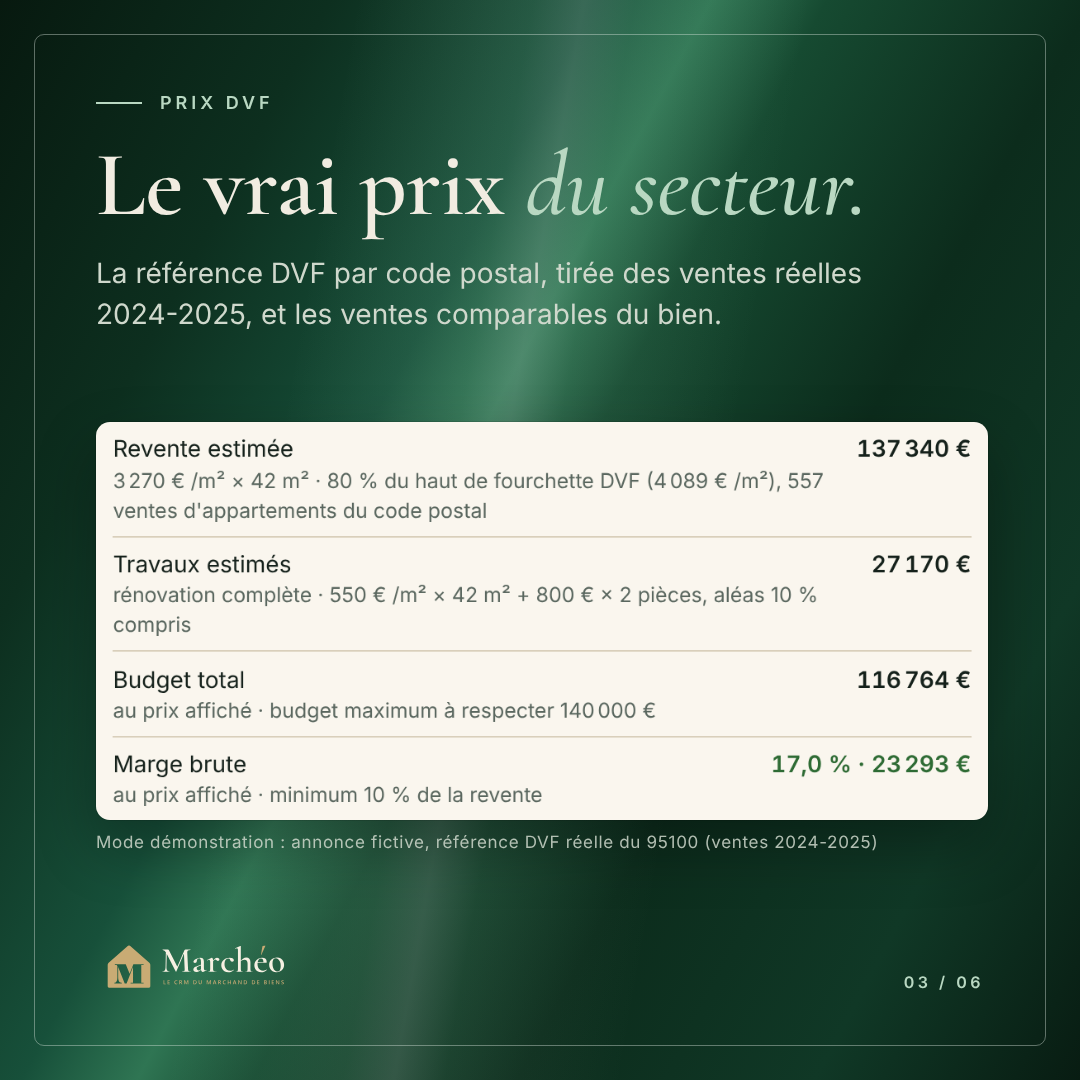 PRIX DVF
Le vrai prix du secteur.
La référence DVF par code postal, tirée des ventes réelles
2024-2025, et les ventes comparables du bien.
Revente estimée 137 340 €
3 270 € /m² × 42 m² · 80 % du haut de fourchette DVF (4 089 € /m²), 557
ventes d'appartements du code postal
Travaux estimés 27 170 €
rénovation complète · 550 € /m² × 42 m² + 800 € × 2 pièces, aléas 10 %
compris
Budget total 116 764 €
au prix affiché · budget maximum à respecter 140 000 €
Marge brute 17,0 % · 23 293 €
au prix affiché · minimum 10 % de la revente
Mode démonstration : annonce fictive, référence DVF réelle du 95100 (ventes 2024-2025)
M Marchéo
LE CRM DU MARCHAND DE BIENS
03 / 06